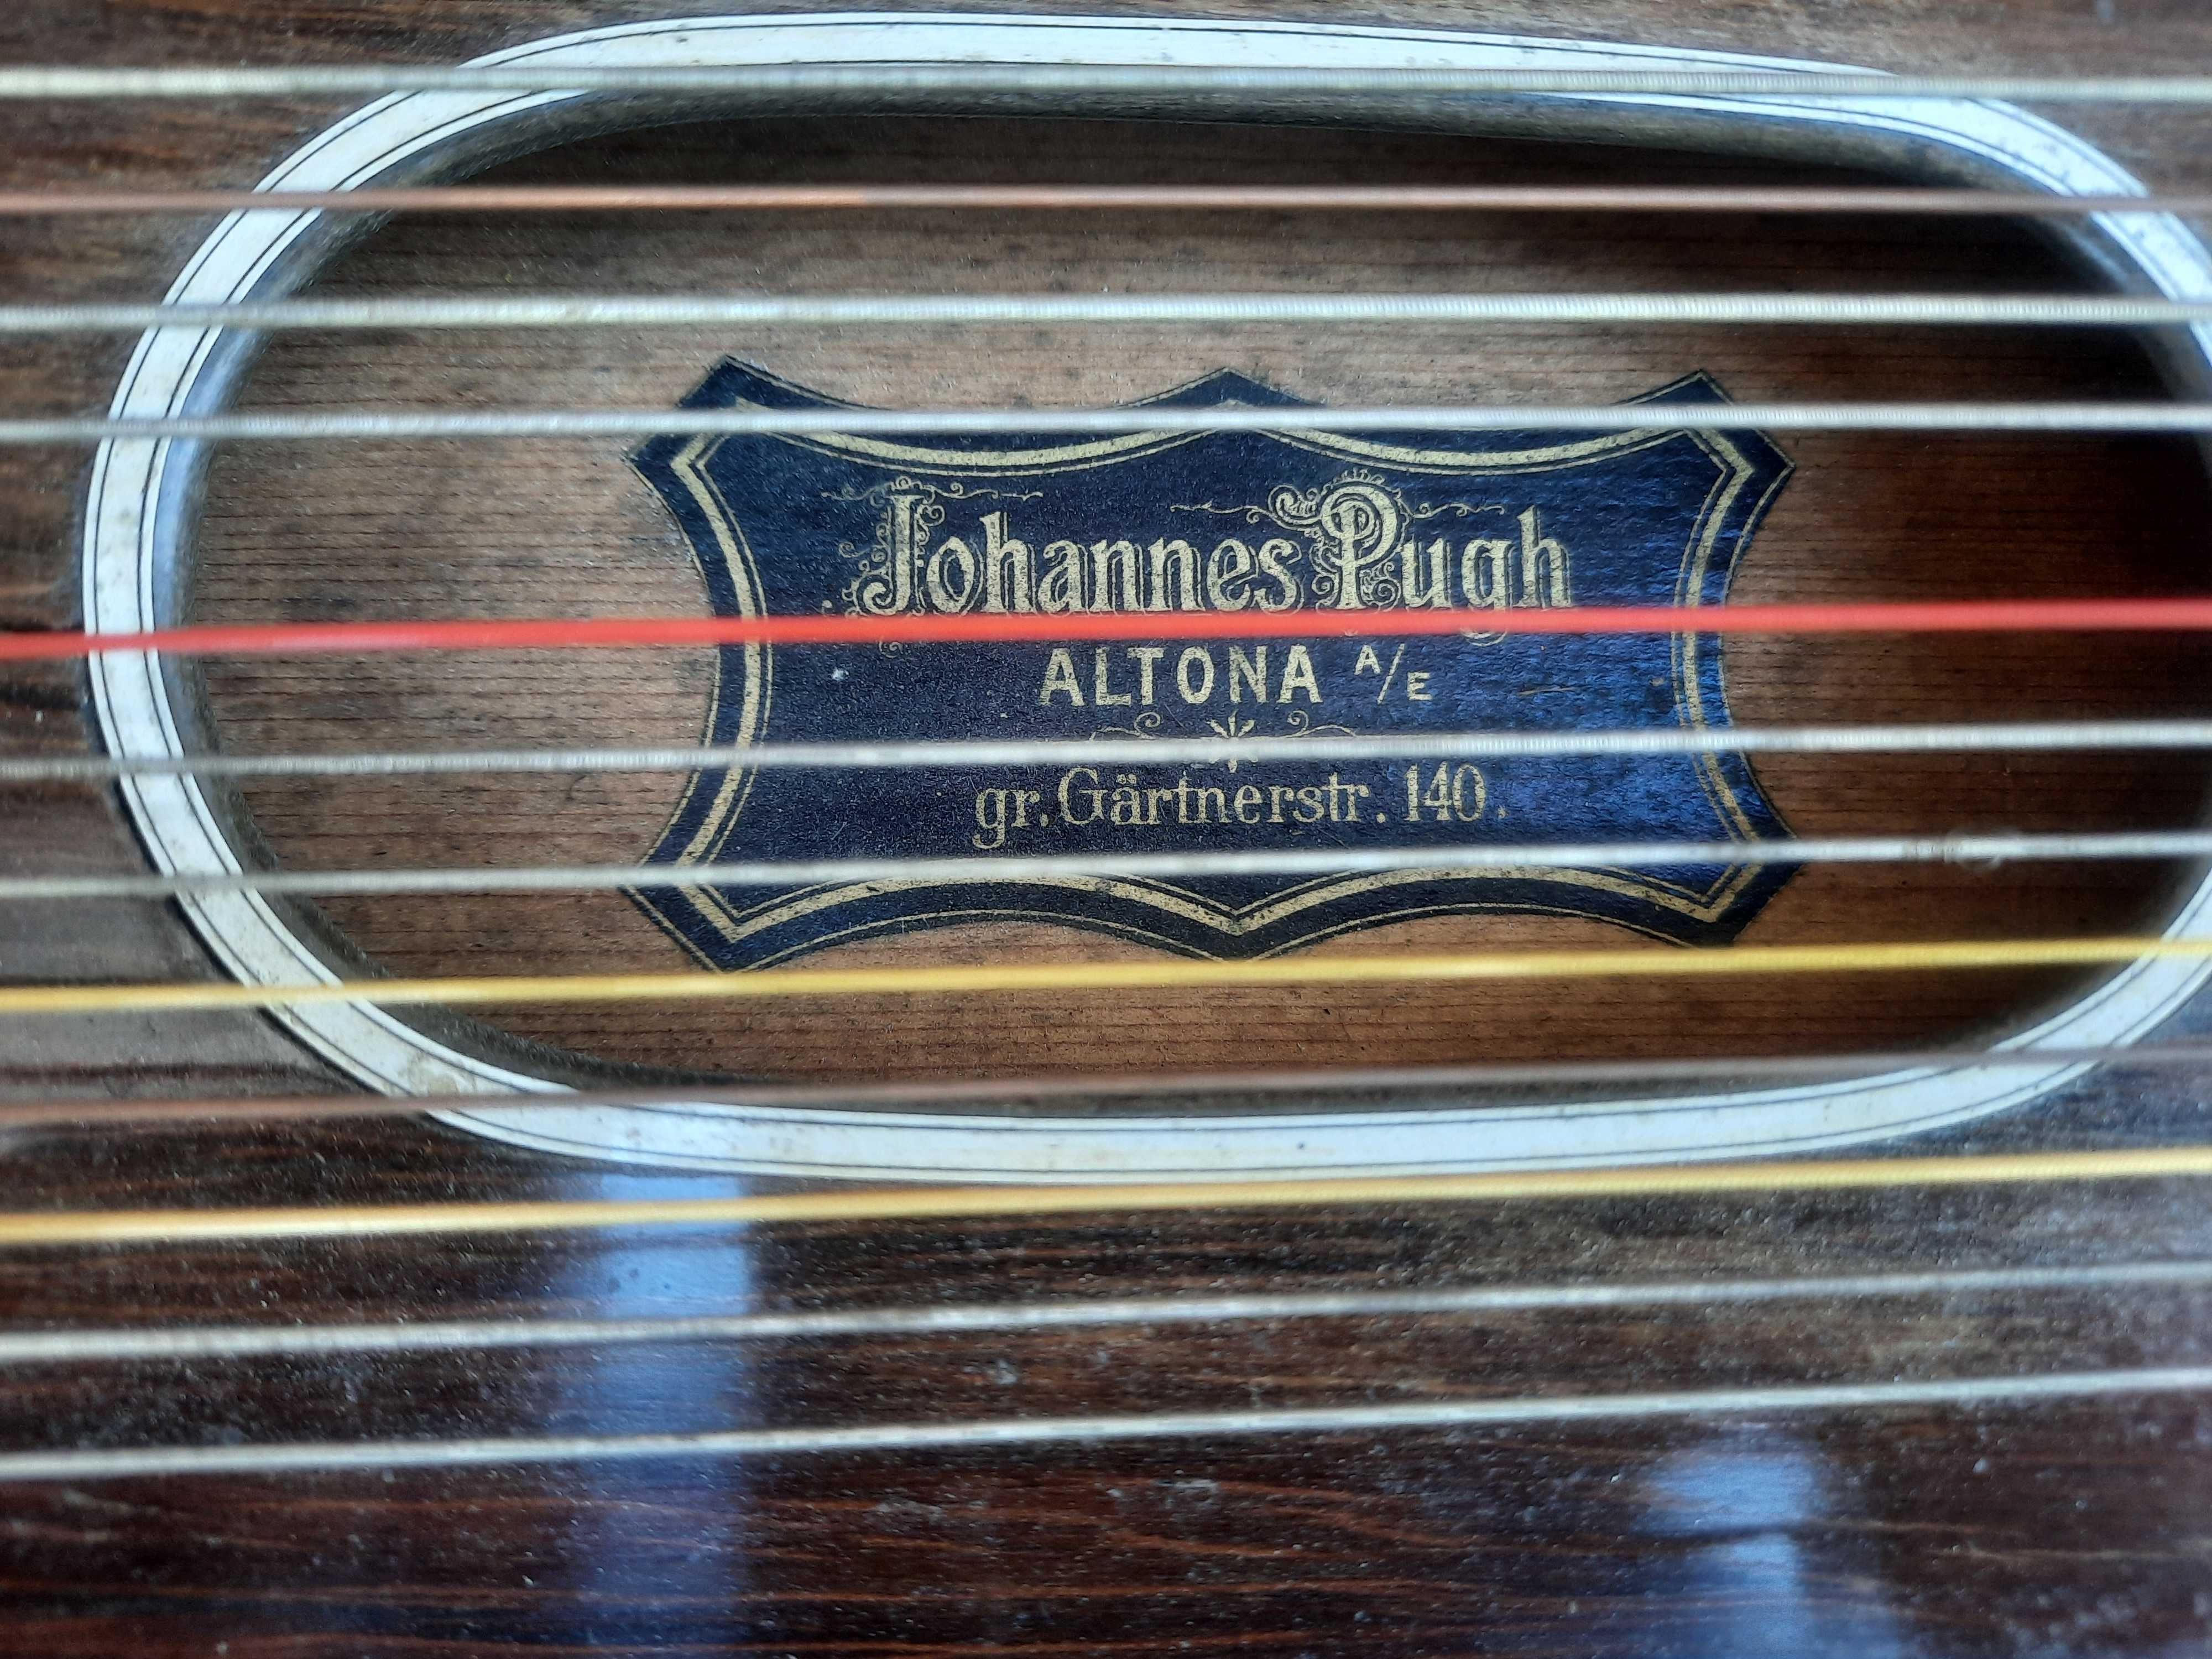 Johannes Pugh
ALTONA A/E
gr. Gärtnerstr. 140.